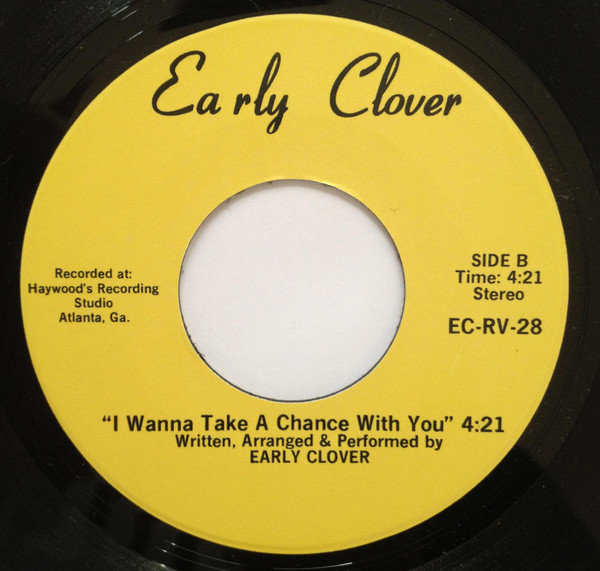 Early Clover
Recorded at:
Haywood's Recording
Studio
Atlanta, Ga.
SIDE B
Time: 4:21
Stereo
EC-RV-28
"I Wanna Take A Chance With You" 4:21
Written, Arranged & Performed by
EARLY CLOVER